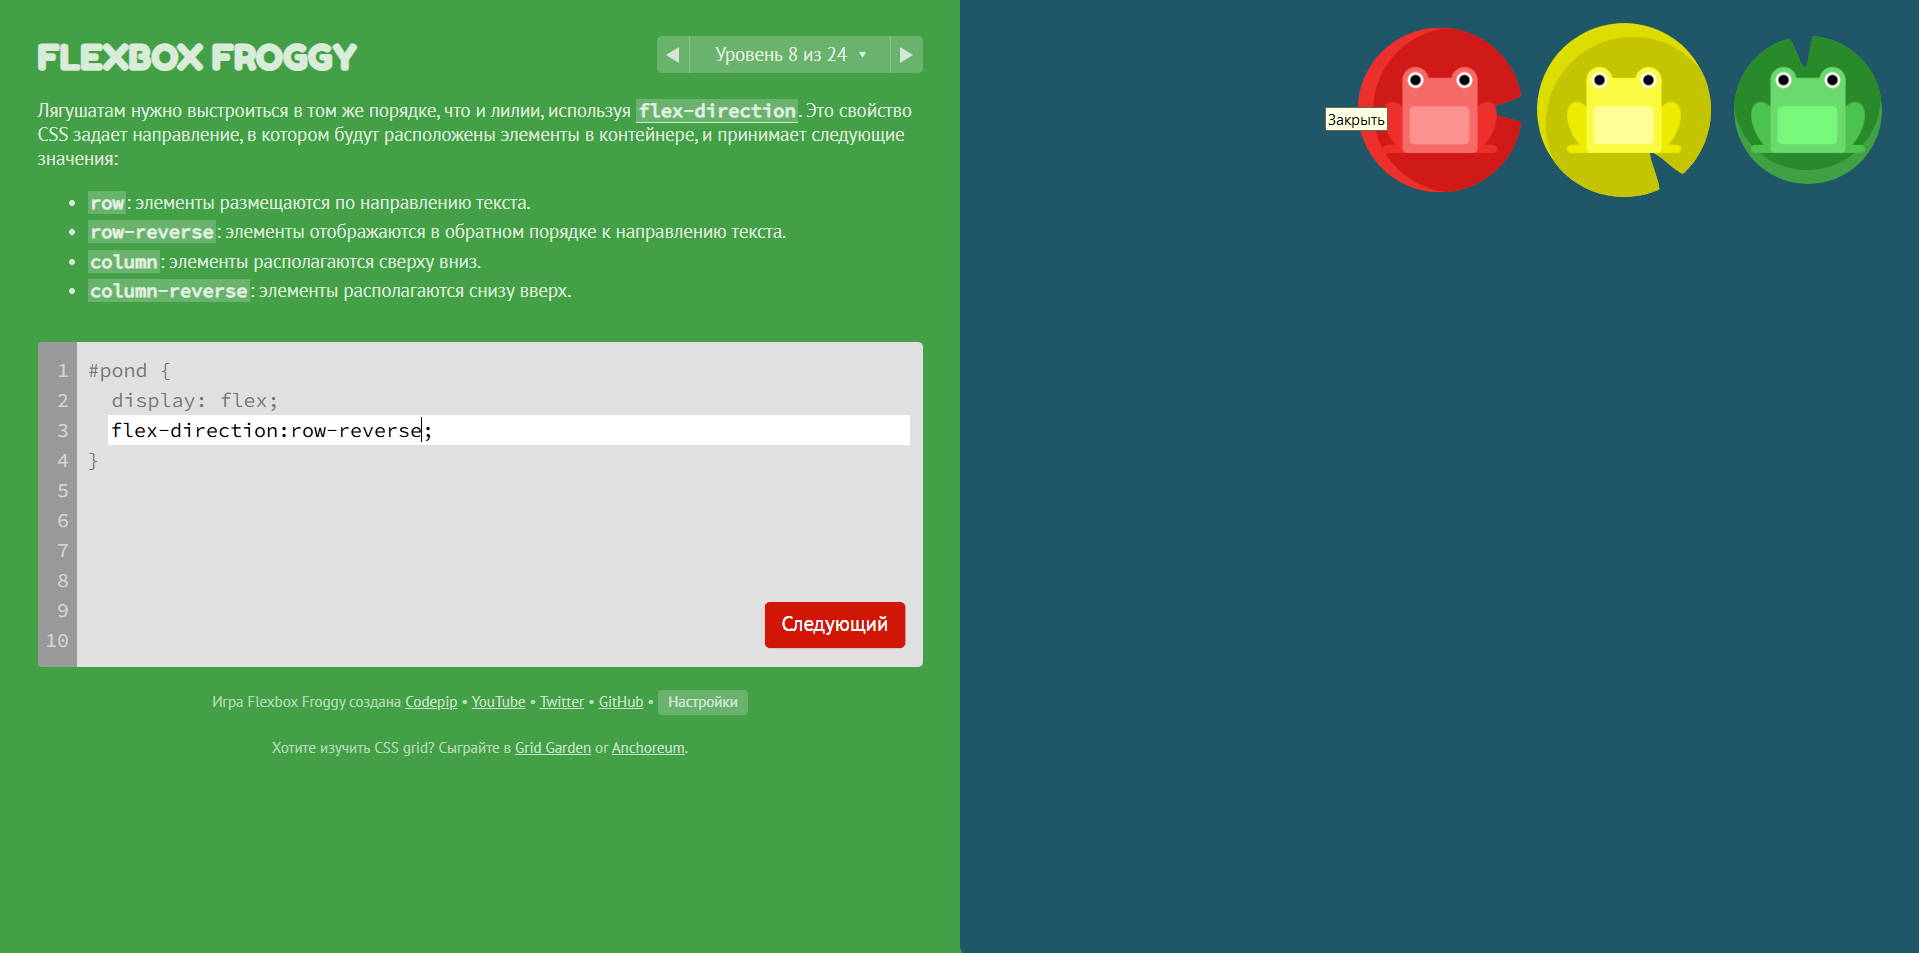 FLEXBOX FROGGY
Уровень 8 из 24
Лягушатам нужно выстроиться в том же порядке, что и лилии, используя flex-direction. Это свойство
CSS задает направление, в котором будут расположены элементы в контейнере, и принимает следующие
значения:
• row: элементы размещаются по направлению текста.
• row-reverse: элементы отображаются в обратном порядке к направлению текста.
• column: элементы располагаются сверху вниз.
• column-reverse: элементы располагаются снизу вверх.
1 #pond {
2 display: flex;
3 flex-direction:row-reverse;
4 }
5
6
7
8
9
10
Следующий
Игра Flexbox Froggy создана Codepip • YouTube • Twitter • GitHub • Настройки
Хотите изучить CSS grid? Сыграйте в Grid Garden or Anchoreum.
Закрыть